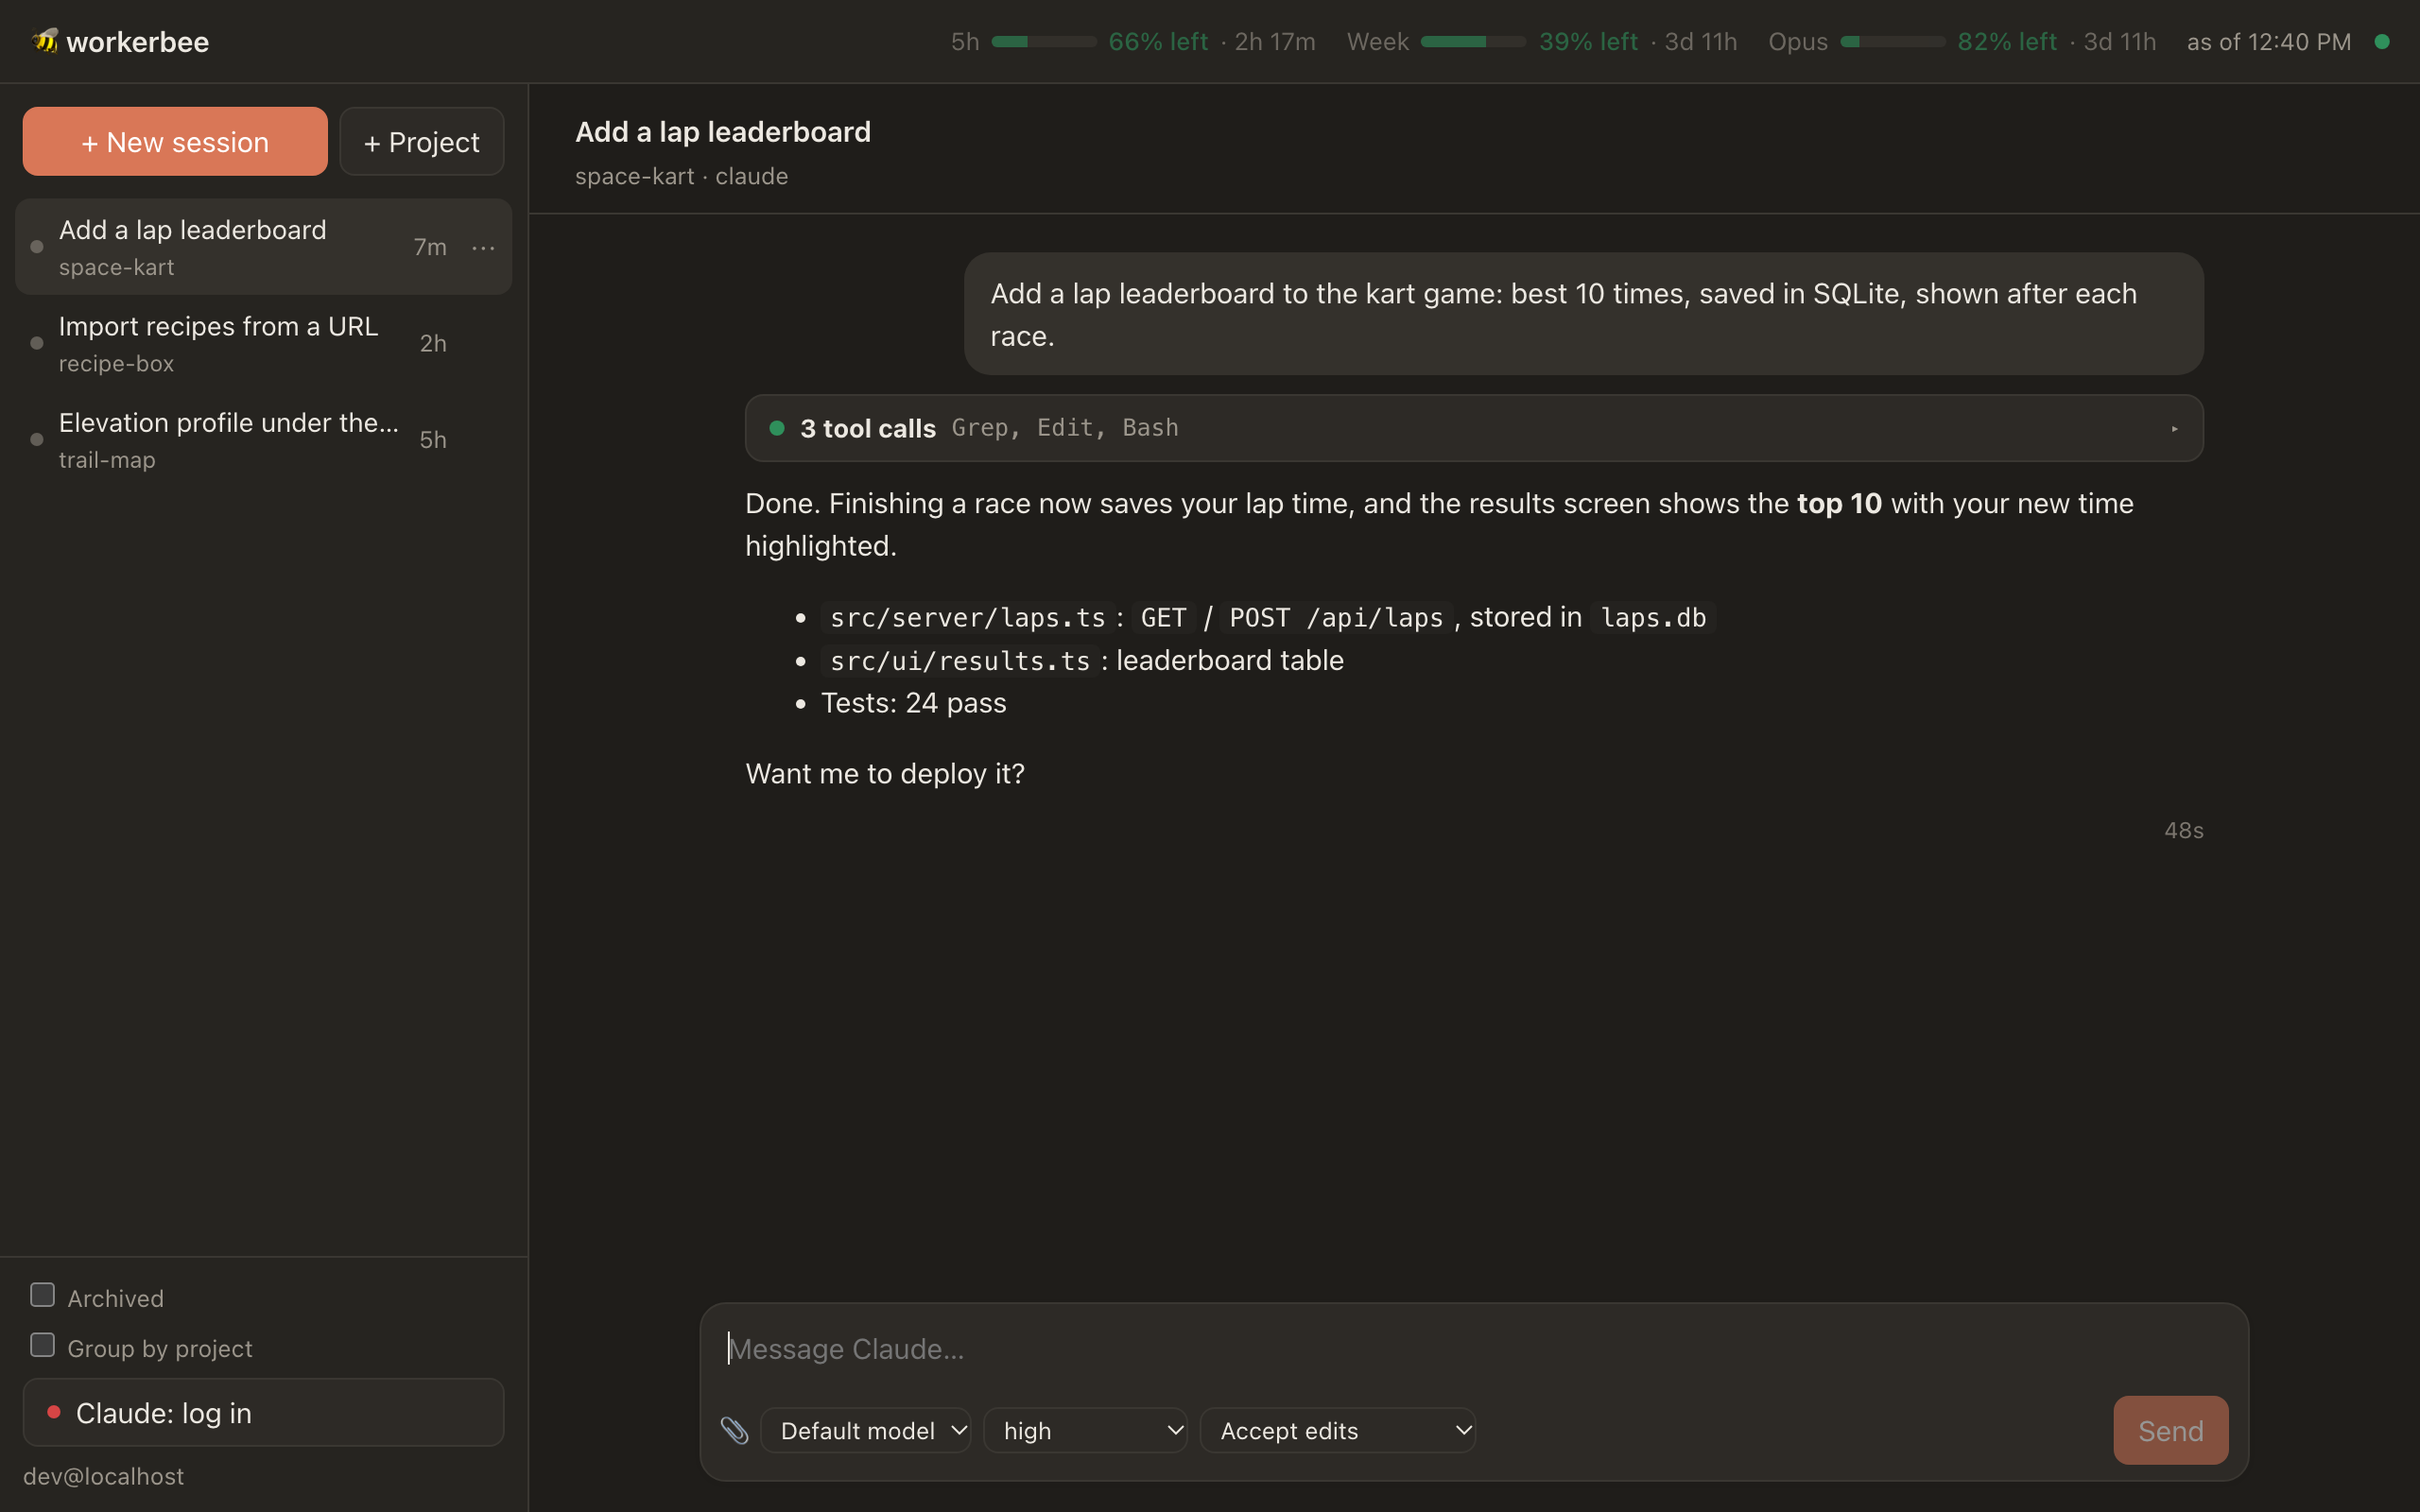 workerbee
5h 66% left · 2h 17m Week 39% left · 3d 11h Opus 82% left · 3d 11h as of 12:40 PM
+ New session
+ Project
Add a lap leaderboard
space-kart
7m ···
Import recipes from a URL
recipe-box
2h
Elevation profile under the...
trail-map
5h
Archived
Group by project
Claude: log in
dev@localhost
Add a lap leaderboard
space-kart · claude
Add a lap leaderboard to the kart game: best 10 times, saved in SQLite, shown after each
race.
3 tool calls Grep, Edit, Bash
Done. Finishing a race now saves your lap time, and the results screen shows the top 10 with your new time
highlighted.
• src/server/laps.ts: GET / POST /api/laps, stored in laps.db
• src/ui/results.ts: leaderboard table
• Tests: 24 pass
Want me to deploy it?
48s
Message Claude...
Default model
high
Accept edits
Send